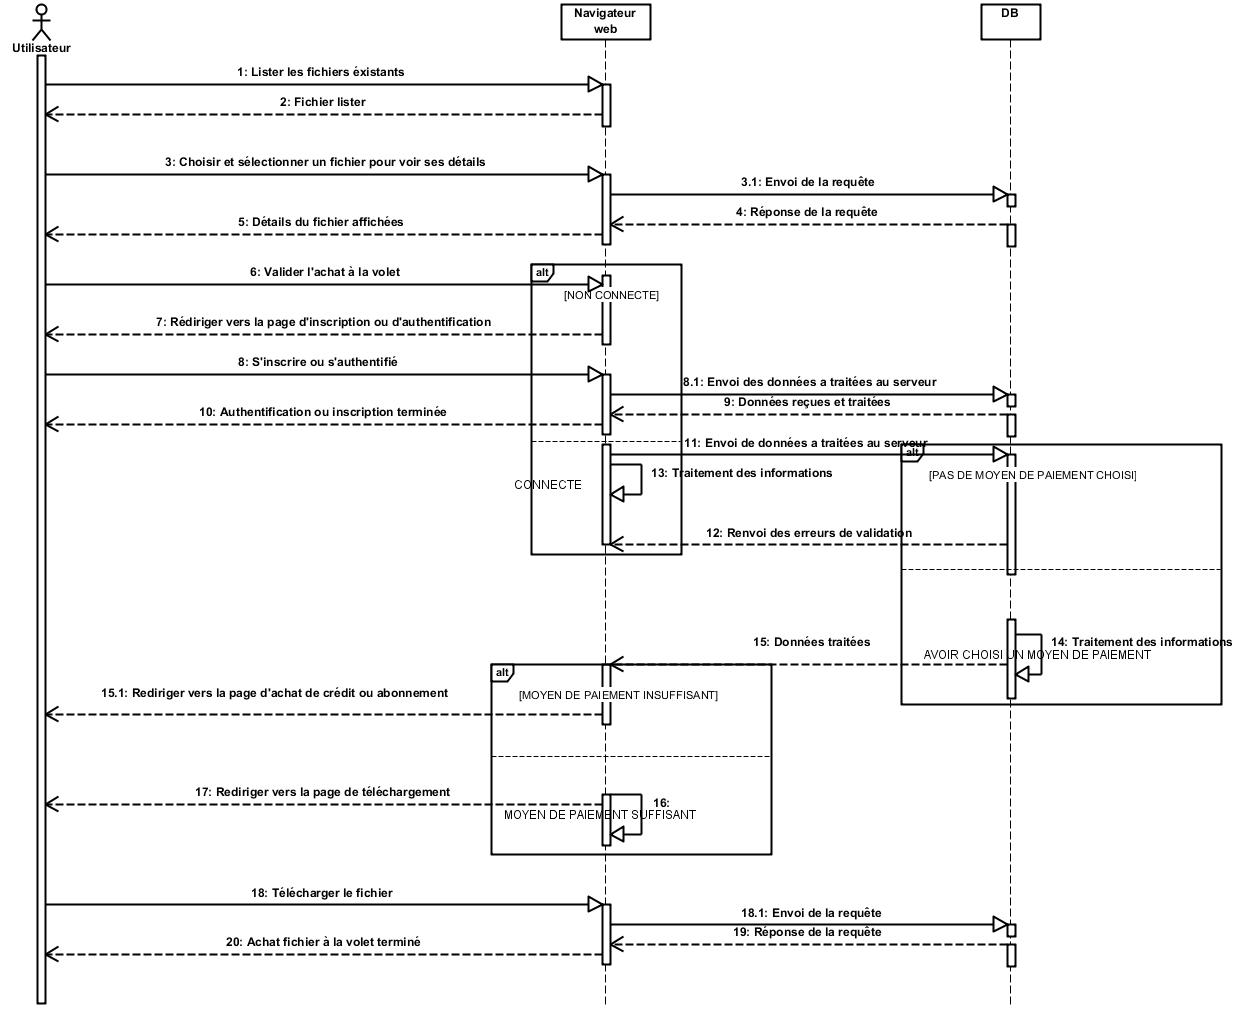 Navigateur
web
DB
Utilisateur
1: Lister les fichiers éxistants
2: Fichier lister
3: Choisir et sélectionner un fichier pour voir ses détails
3.1: Envoi de la requête
4: Réponse de la requête
5: Détails du fichier affichées
6: Valider l'achat à la volet
alt
[NON CONNECTE]
7: Rédiriger vers la page d'inscription ou d'authentification
8: S'inscrire ou s'authentifié
8.1: Envoi des données a traitées au serveur
9: Données reçues et traitées
10: Authentification ou inscription terminée
11: Envoi de données a traitées au serveur
alt
13: Traitement des informations
[PAS DE MOYEN DE PAIEMENT CHOISI]
CONNECTE
12: Renvoi des erreurs de validation
15: Données traitées
14: Traitement des informations
AVOIR CHOISI UN MOYEN DE PAIEMENT
alt
15.1: Rediriger vers la page d'achat de crédit ou abonnement
[MOYEN DE PAIEMENT INSUFFISANT]
17: Rediriger vers la page de téléchargement
16:
MOYEN DE PAIEMENT SUFFISANT
18: Télécharger le fichier
18.1: Envoi de la requête
19: Réponse de la requête
20: Achat fichier à la volet terminé